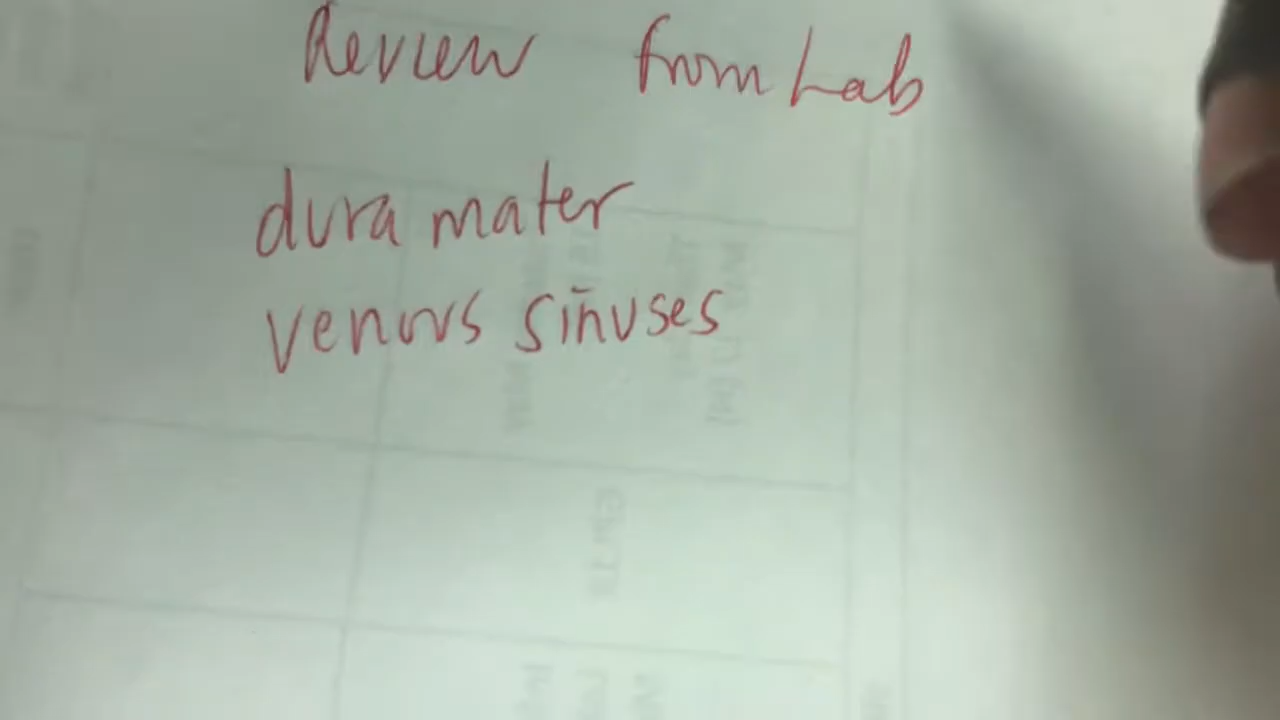 Review from Lab
dura mater
venous sinuses